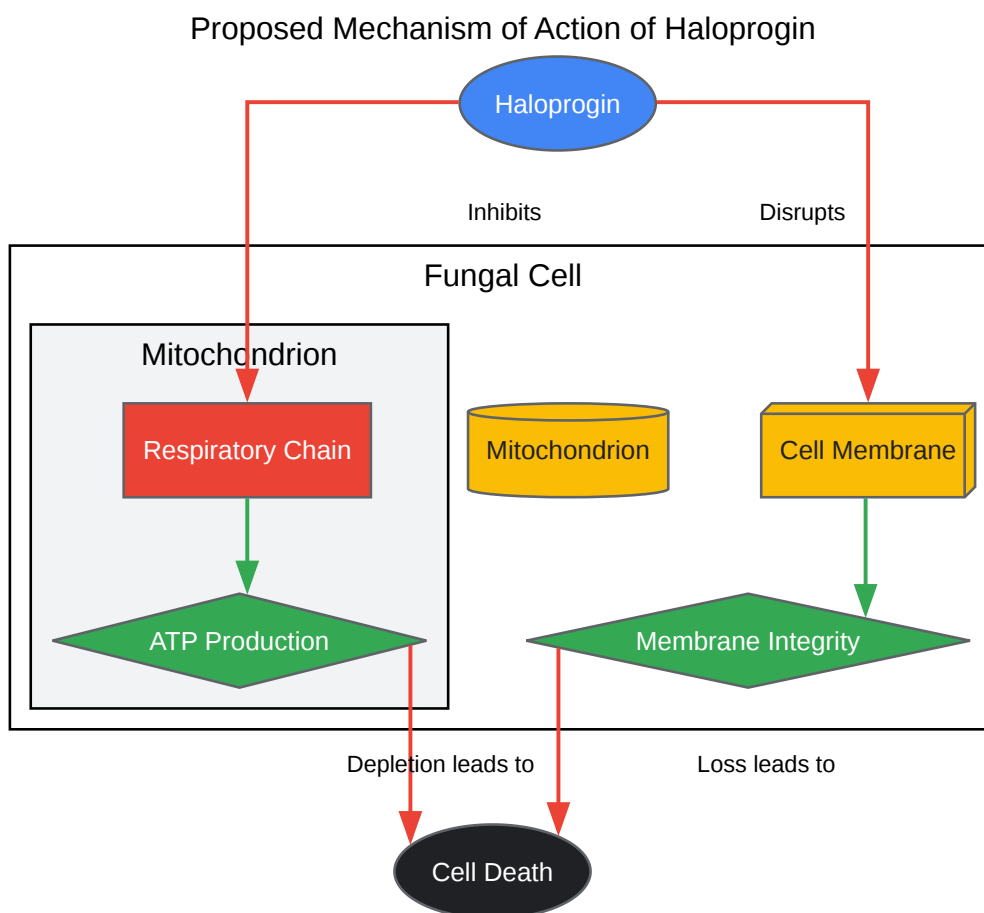 Proposed Mechanism of Action of Haloprogin
Haloprogin
Inhibits
Disrupts
Fungal Cell
Mitochondrion
Respiratory Chain
Mitochondrion
Cell Membrane
ATP Production
Membrane Integrity
Depletion leads to
Loss leads to
Cell Death